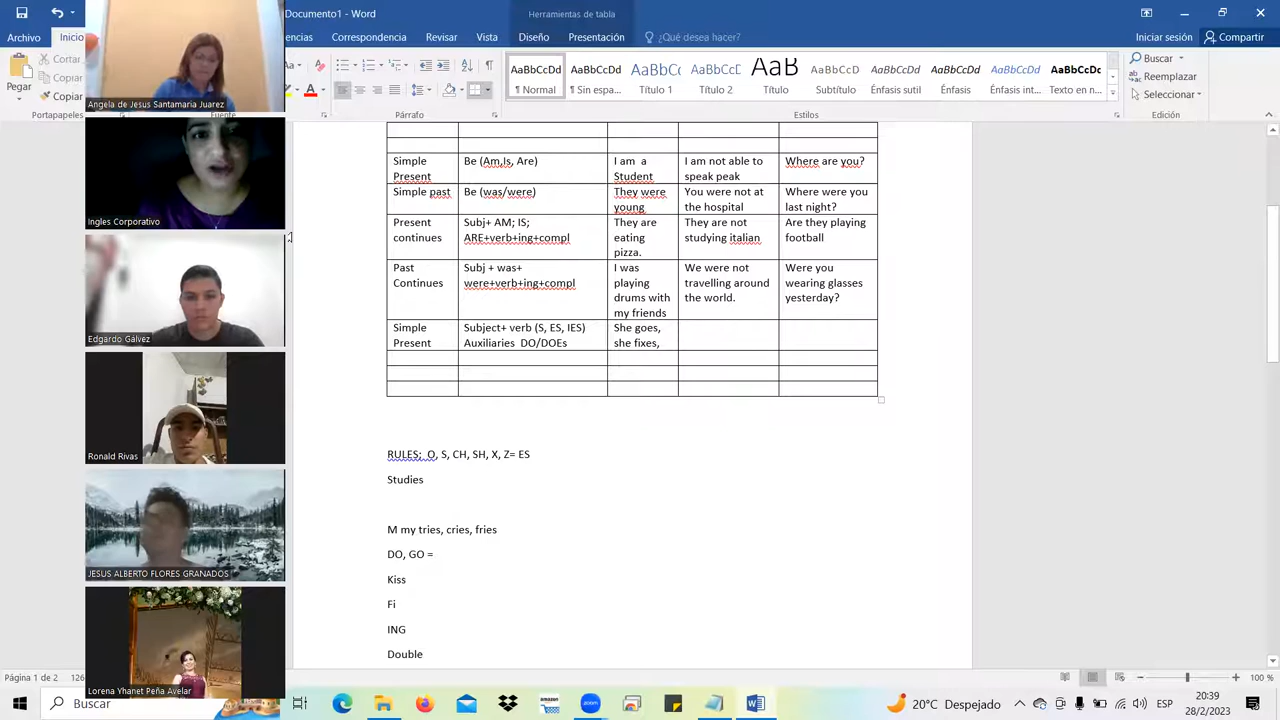 Documento1 - Word
Herramientas de tabla
Iniciar sesión
Archivo
Inicio
Correspondencia
Revisar
Vista
Diseño
Presentación
¿Qué desea hacer?
Iniciar sesión
Compartir
Cortar
Pegar
Portapapeles
Fuente
Párrafo
AaBbCcDd
¶ Normal
AaBbCcDd
¶ Sin espa...
AaBbCc
Título 1
AaBbCcD
Título 2
AaB
Título
AaBbCcD
Subtítulo
AaBbCcDd
Énfasis sutil
AaBbCcDd
Énfasis
AaBbCcDd
Énfasis intenso
AaBbCcDc
Texto en n...
Estilos
Buscar
Reemplazar
Seleccionar
Edición
Angela de Jesus Santamaria Juarez
Ingles Corporativo
Edgardo Gálvez
Ronald Rivas
JESUS ALBERTO FLORES GRANADOS
Lorena Yhanet Peña Avelar
Simple Present
Be (Am,Is, Are)
I am a Student
I am not able to speak peak
Where are you?
Simple past
Be (was/were)
They were young
You were not at the hospital
Where were you last night?
Present continues
Subj+ AM; IS; ARE+verb+ing+compl
They are eating pizza.
They are not studying italian
Are they playing football
Past Continues
Subj + was+ were+verb+ing+compl
I was playing drums with my friends
We were not travelling around the world.
Were you wearing glasses yesterday?
Simple Present
Subject+ verb (S, ES, IES) Auxiliaries DO/DOEs
She goes, she fixes,
RULES; O, S, CH, SH, X, Z= ES
Studies
M my tries, cries, fries
DO, GO =
Kiss
Fi
ING
Double
Página 1 de 2
100 %
Buscar
20°C Despejado
ESP
20:39
28/2/2023